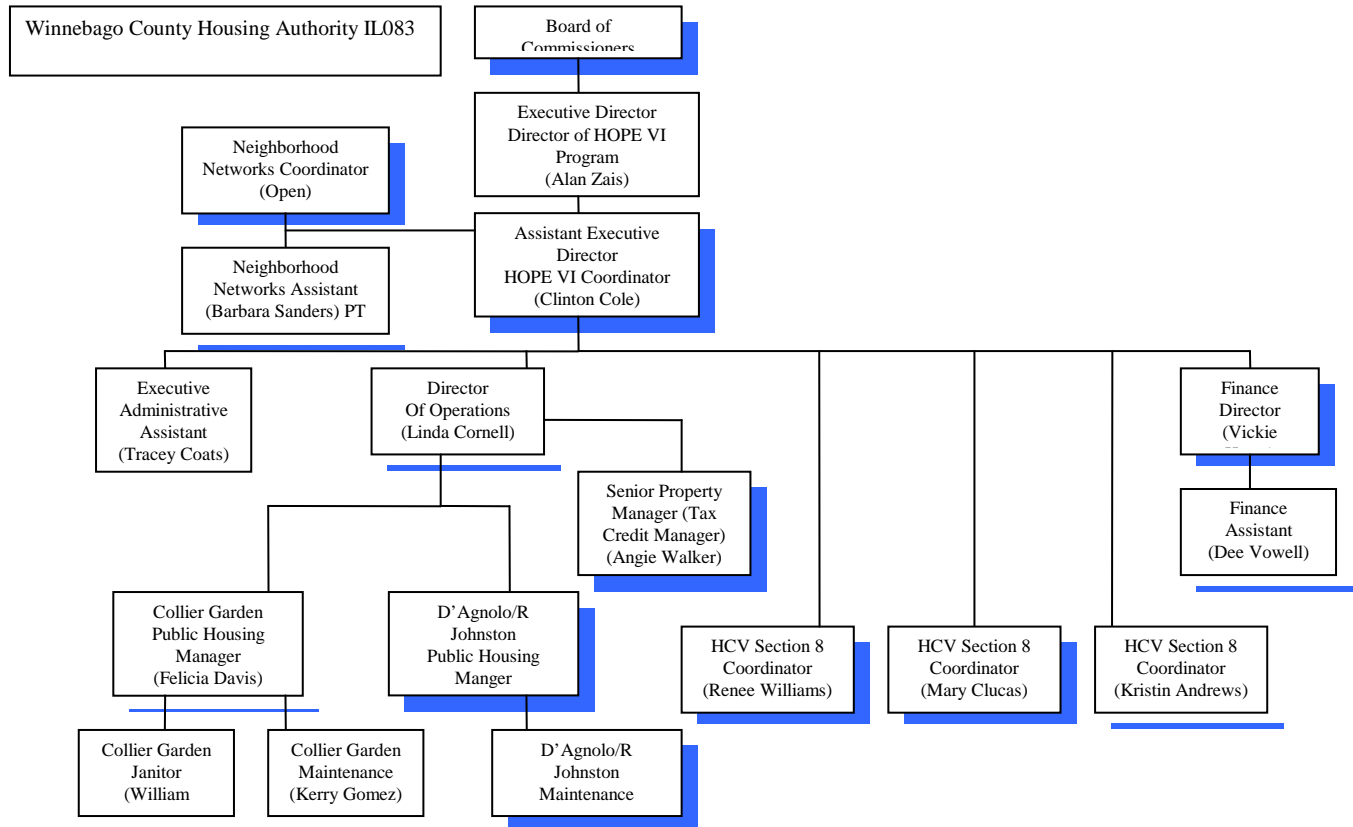 Winnebago County Housing Authority IL083
Board of
Commissioners
Executive Director
Director of HOPE VI
Program
(Alan Zais)
Neighborhood
Networks Coordinator
(Open)
Assistant Executive
Director
HOPE VI Coordinator
(Clinton Cole)
Neighborhood
Networks Assistant
(Barbara Sanders) PT
Executive
Administrative
Assistant
(Tracey Coats)
Director
Of Operations
(Linda Cornell)
Finance
Director
(Vickie
Senior Property
Manager (Tax
Credit Manager)
(Angie Walker)
Finance
Assistant
(Dee Vowell)
Collier Garden
Public Housing
Manager
(Felicia Davis)
D’Agnolo/R
Johnston
Public Housing
Manger
HCV Section 8
Coordinator
(Renee Williams)
HCV Section 8
Coordinator
(Mary Clucas)
HCV Section 8
Coordinator
(Kristin Andrews)
Collier Garden
Janitor
(William
Collier Garden
Maintenance
(Kerry Gomez)
D’Agnolo/R
Johnston
Maintenance